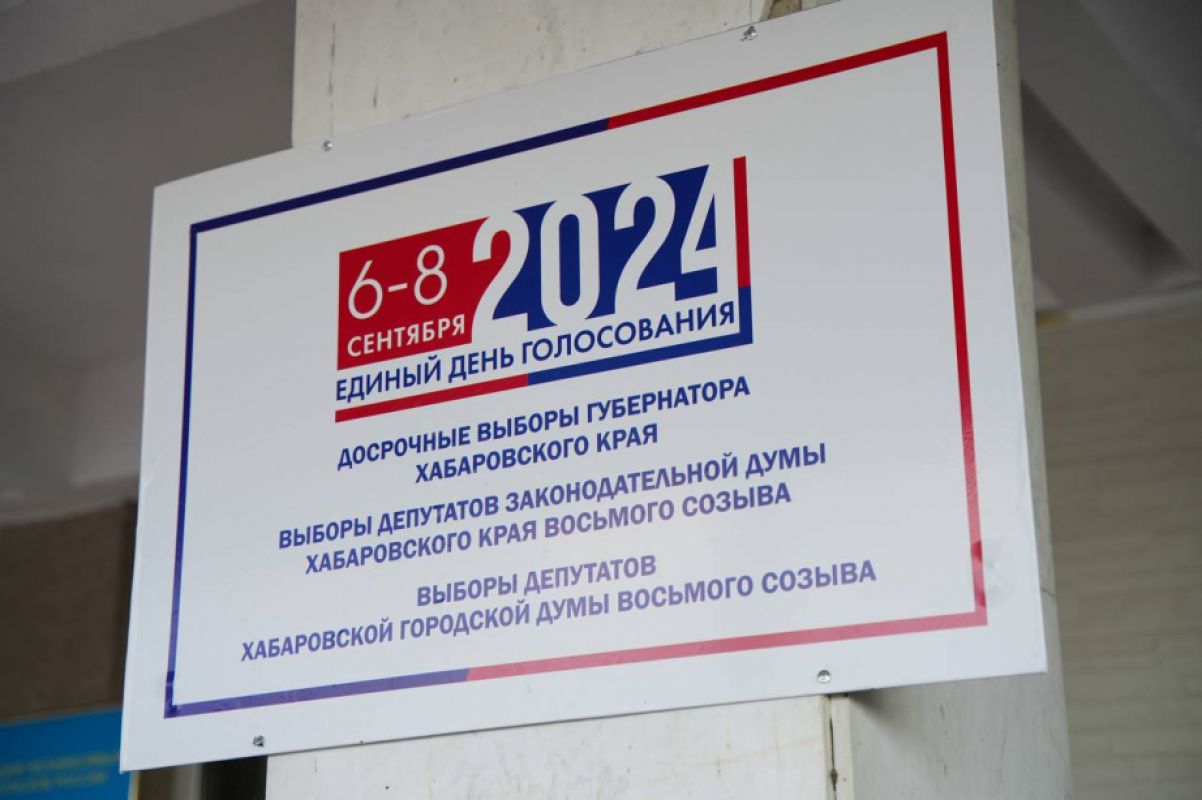 6-8
СЕНТЯБРЯ
2024
ЕДИНЫЙ ДЕНЬ ГОЛОСОВАНИЯ
ДОСРОЧНЫЕ ВЫБОРЫ ГУБЕРНАТОРА
ХАБАРОВСКОГО КРАЯ
ВЫБОРЫ ДЕПУТАТОВ ЗАКОНОДАТЕЛЬНОЙ ДУМЫ
ХАБАРОВСКОГО КРАЯ ВОСЬМОГО СОЗЫВА
ВЫБОРЫ ДЕПУТАТОВ
ХАБАРОВСКОЙ ГОРОДСКОЙ ДУМЫ ВОСЬМОГО СОЗЫВА